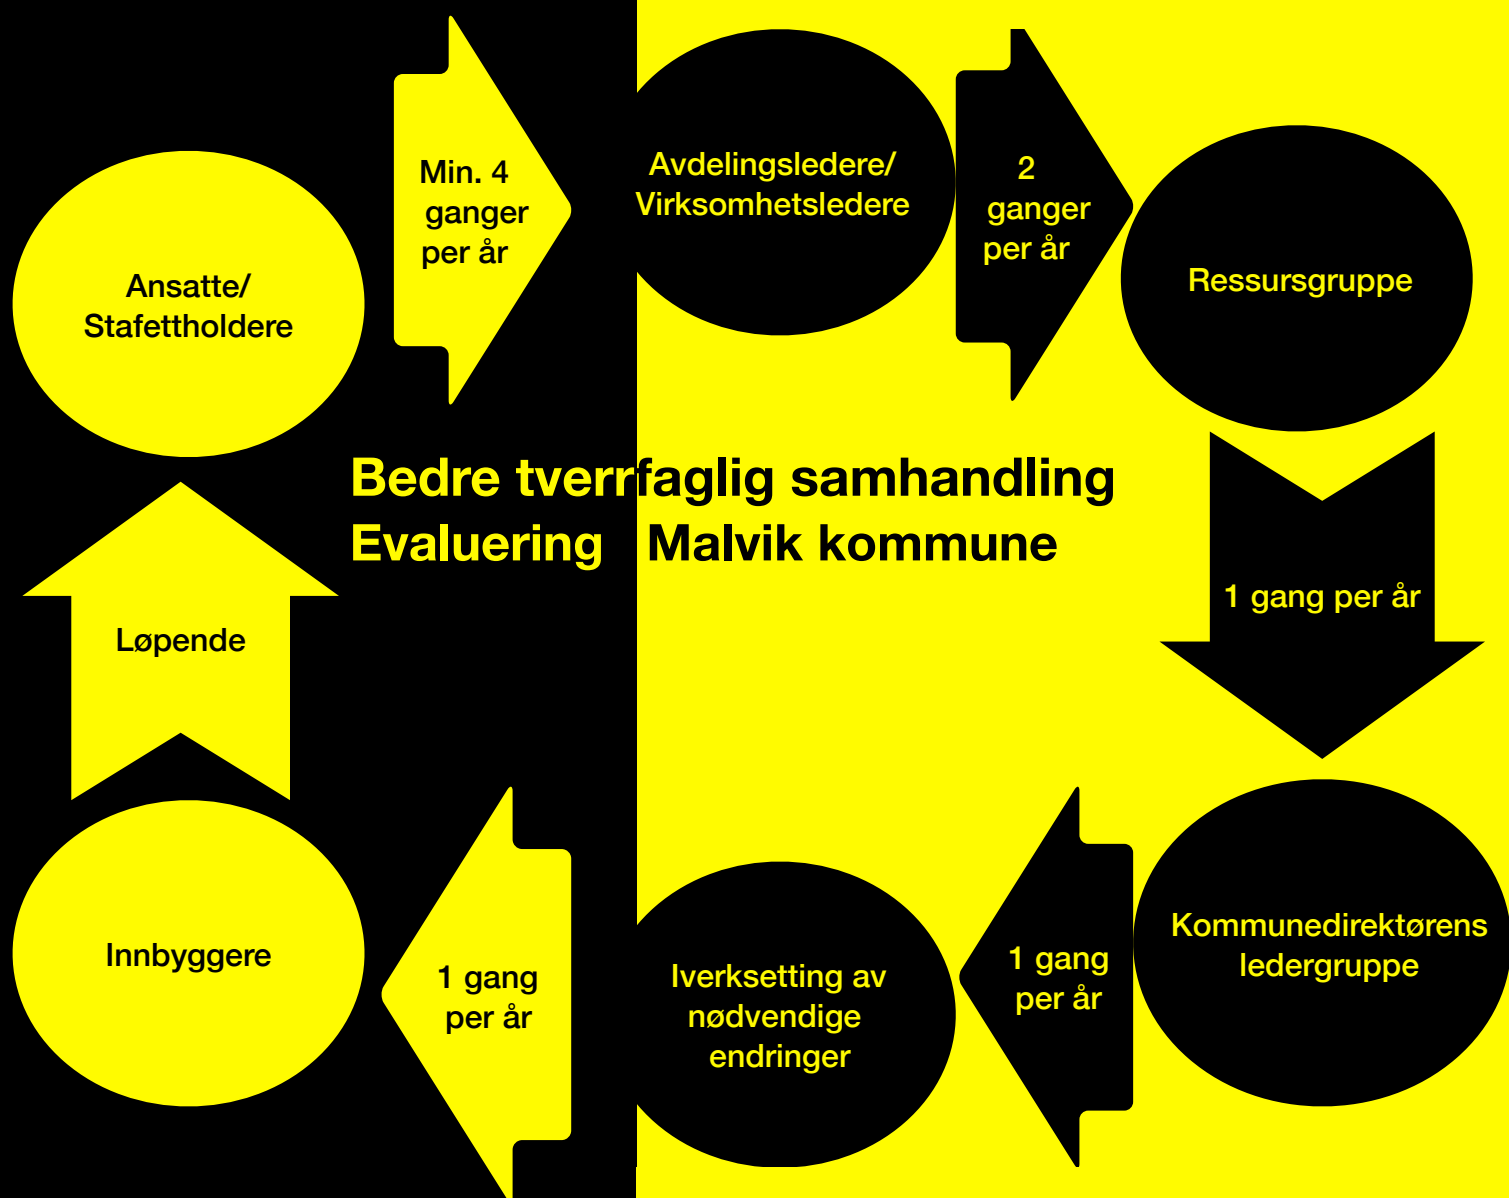 Ansatte/
Stafettholdere
Min. 4
ganger
per år
Avdelingsledere/
Virksomhetsledere
2
ganger
per år
Ressursgruppe
Bedre tverrfaglig samhandling
Evaluering Malvik kommune
1 gang per år
Kommunedirektørens
ledergruppe
1 gang
per år
Iverksetting av
nødvendige
endringer
1 gang
per år
Innbyggere
Løpende